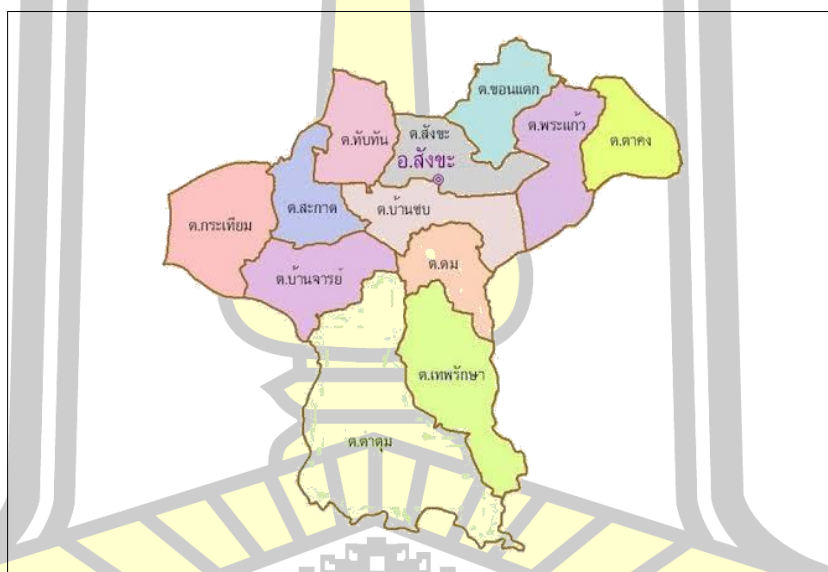 ต.ขอนแตก
ต.พระแก้ว
ต.ตาคง
ต.ทับทัน
ต.สังขะ
อ.สังขะ
ต.สะกาด
ต.บ้านชบ
ต.กระเทียม
ต.บ้านจารย์
ต.ดม
ต.เทพรักษา
ต.ตาตุม